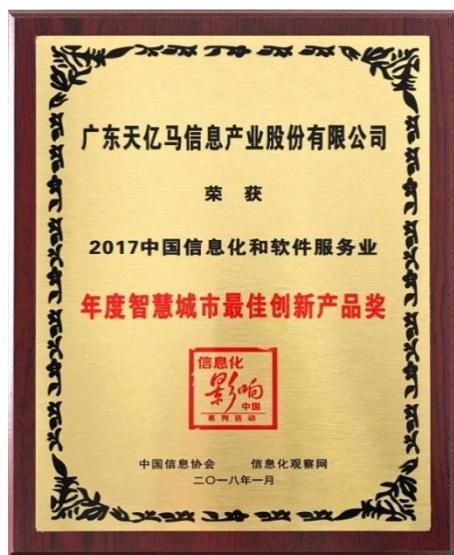 广东天亿马信息产业股份有限公司
荣 获
2017中国信息化和软件服务业
年度智慧城市最佳创新产品奖
信息化
影响
中国
系列活动
中国信息协会 信息化观察网
二〇一八年一月